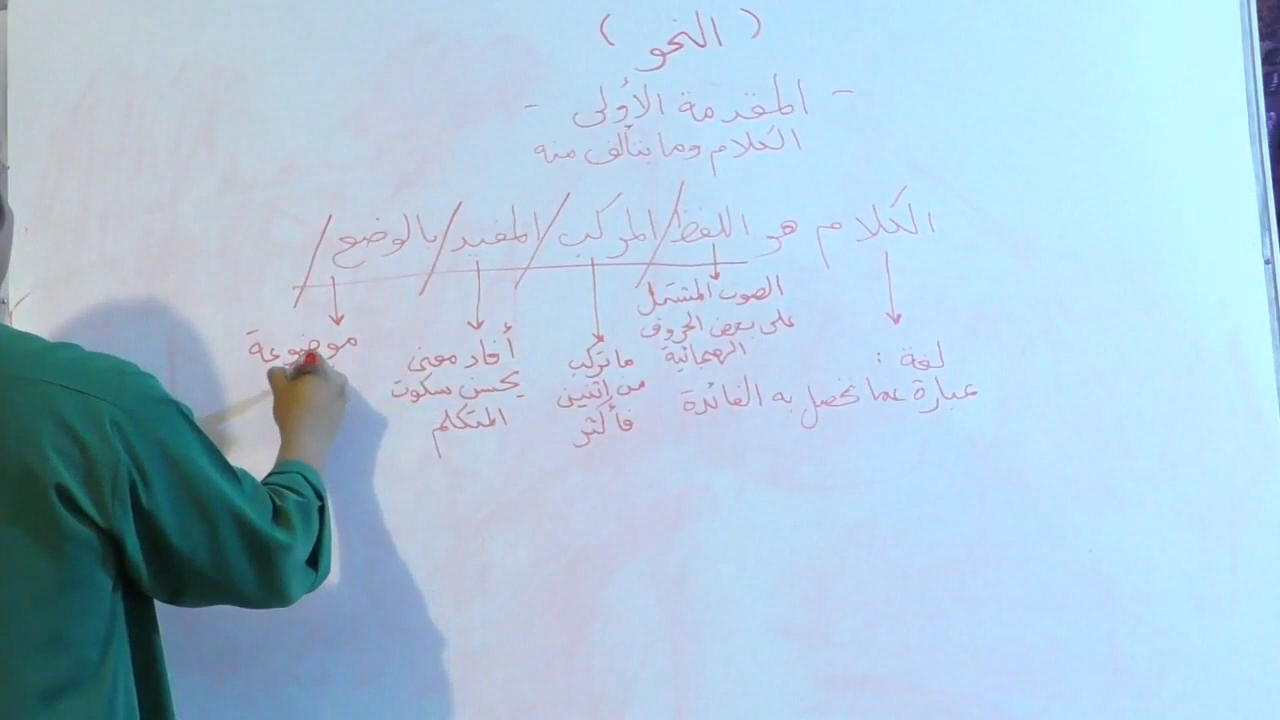 ( النحو )
- المقدمة الأولى -
الكلام وما يتألف منه
الكلام هو اللفظ / المركب / المفيد / بالوضع /
لغة :
عبارة عما تحصل به الفائدة
الصوت المشتمل
على بعض الحروف
الهجائية
ما تركب
من اثنين
فأكثر
أفاد معنى
يحسن سكوت
المتكلم
موضوعة